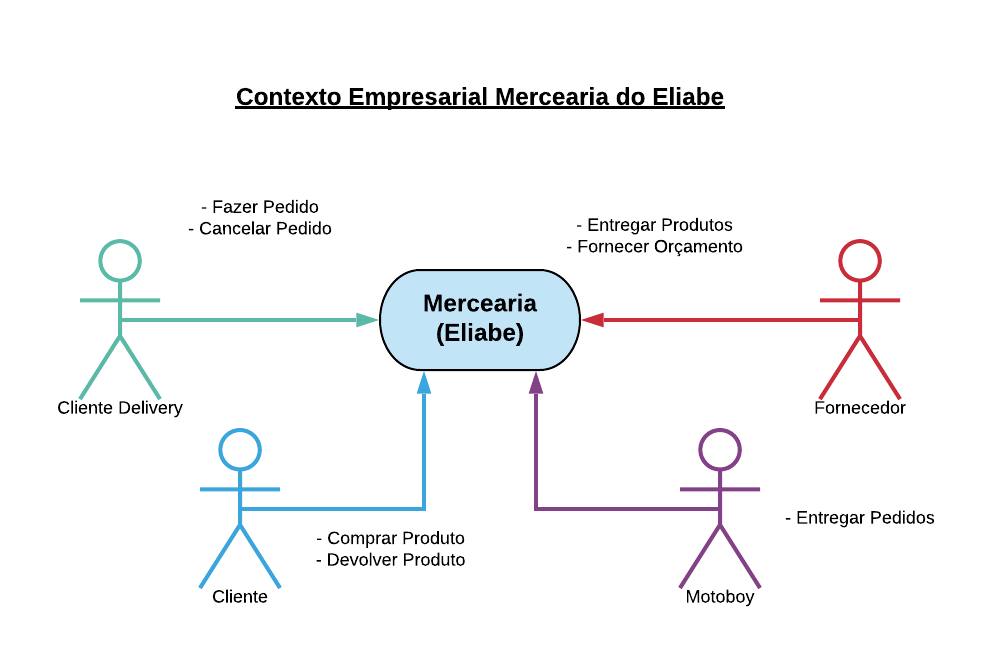 Contexto Empresarial Mercearia do Eliabe
- Fazer Pedido
- Cancelar Pedido
- Entregar Produtos
- Fornecer Orçamento
Mercearia
(Eliabe)
Cliente Delivery
Fornecedor
- Comprar Produto
- Devolver Produto
- Entregar Pedidos
Cliente
Motoboy